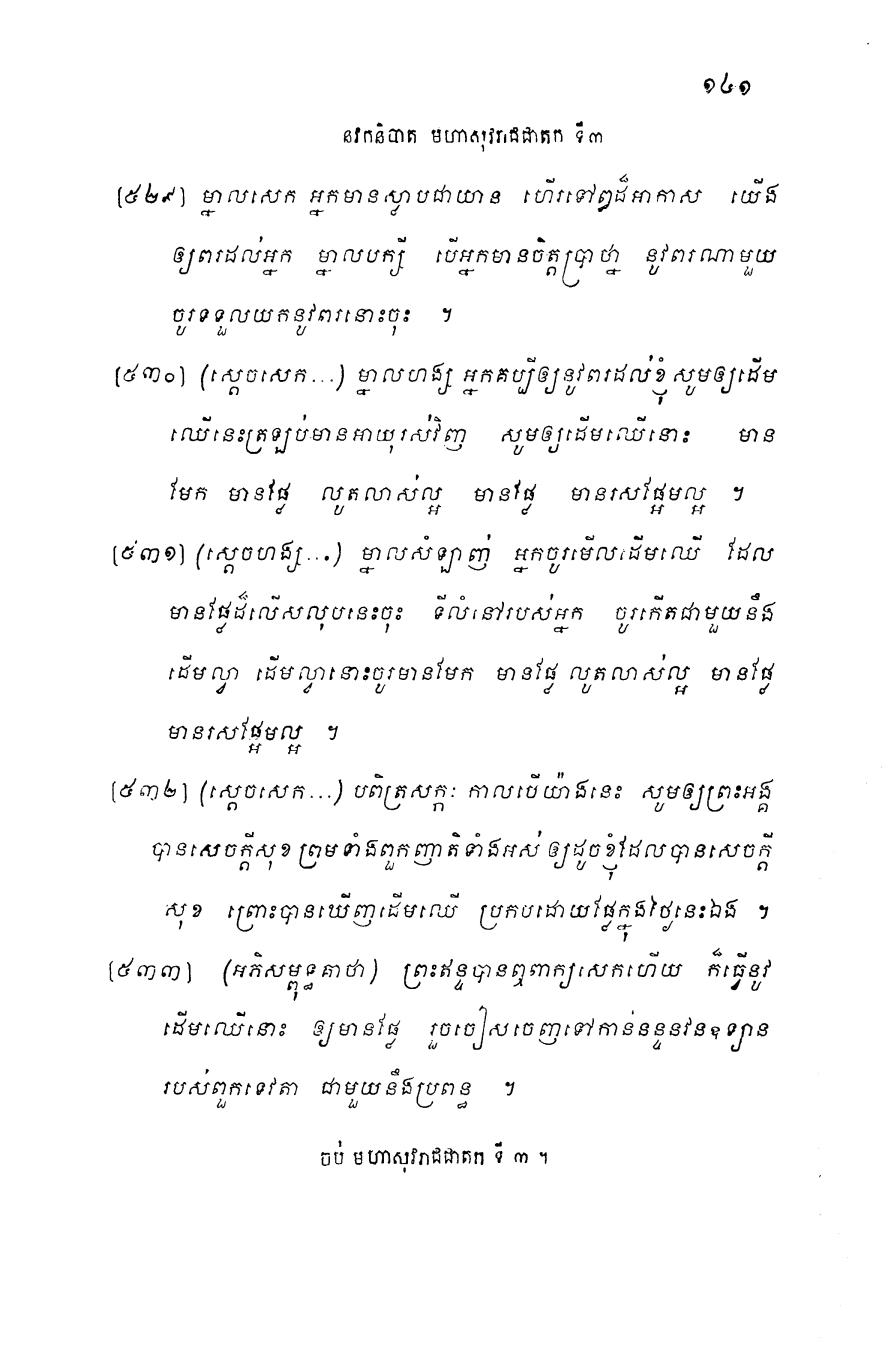 ១៤១
នវកនិបាត មហាសុវរាជជាតក ទី៣
[៥២៩] ម្នាលសេក អ្នកមានស្លាបជាយាន ហើរទៅឰដ៏អាកាស យើង
ឲ្យពរដល់អ្នក ម្នាលបក្សី បើអ្នកមានចិត្តប្រាថ្នា នូវពរណាមួយ
ចូរទទួលយកនូវពរនោះចុះ ។
[៥៣០] (ស្តេចសេក...) ម្នាលហង្ស អ្នកគប្បីឲ្យនូវពរដល់ខ្ញុំ សូមឲ្យដើម
ឈើនេះត្រឡប់មានអាយុរស់វិញ សូមឲ្យដើមឈើនោះ មាន
មែក មានផ្លែ លូតលាស់ល្អ មានផ្លែ មានរសផ្អែមល្អ ។
[៥៣១] (ស្តេចហង្ស...) ម្នាលសំឡាញ់ អ្នកចូរមើលដើមឈើ ដែល
មានផ្លែដ៏លើសលុបនេះចុះ ទីលំនៅរបស់អ្នក ចូរកើតជាមួយនឹង
ដើមល្វា ដើមល្វានោះចូរមានមែក មានផ្លែ លូតលាស់ល្អ មានផ្លែ
មានរសផ្អែមល្អ ។
[៥៣២] (ស្តេចសេក...) បពិត្រសក្កៈ កាលបើយ៉ាងនេះ សូមឲ្យព្រះអង្គ
បានសេចក្តីសុខ ព្រមទាំងពួកញាតិទាំងអស់ ឲ្យដូចខ្ញុំដែលបានសេចក្តី
សុខ ព្រោះបានឃើញដើមឈើ ប្រកបដោយផ្លែក្នុងថ្ងៃនេះឯង ។
[៥៣៣] (អភិសម្ពុទ្ធគាថា) ព្រះឥន្ទបានឮពាក្យសេកហើយ ក៏ធ្វើនូវ
ដើមឈើនោះ ឲ្យមានផ្លែ រួចចៀសចេញទៅកាន់នន្ទនវនឧទ្យាន
របស់ពួកទេវតា ជាមួយនឹងប្រពន្ធ ។
ចប់ មហាសុវរាជជាតក ទី ៣ ។